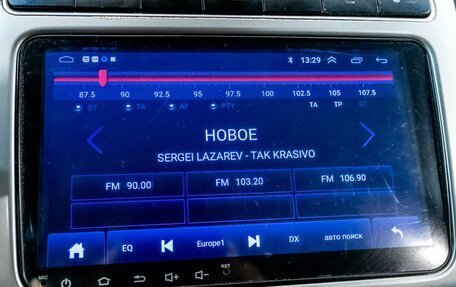 13:29
87.5 90 92.5 95 97.5 100 102.5 105 107.5
ST TA AF PTY TA TP ST
НОВОЕ
SERGEI LAZAREV - TAK KRASIVO
FM 90.00 FM 103.20 FM 106.90
EQ Europe1 DX авто поиск
MIC RST